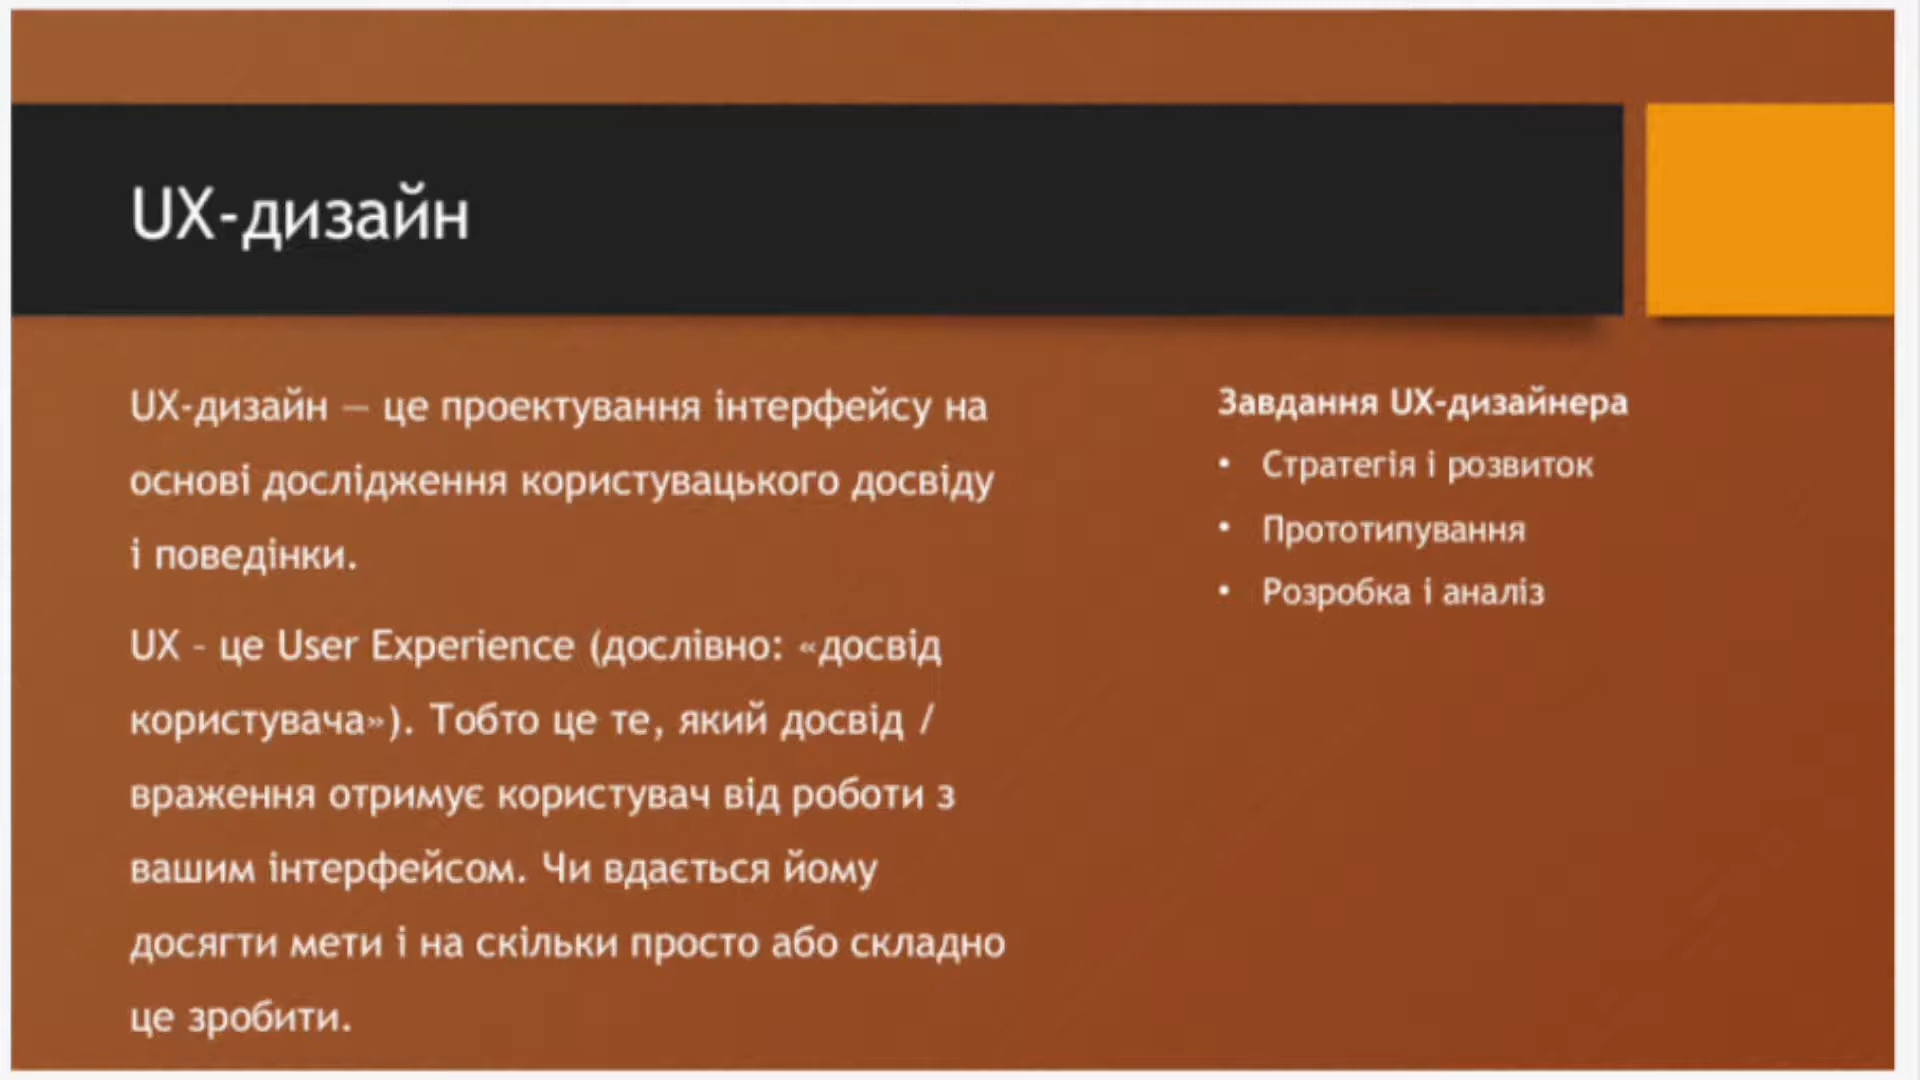 UX-дизайн
UX-дизайн — це проектування інтерфейсу на
основі дослідження користувацького досвіду
і поведінки.
UX – це User Experience (дослівно: «досвід
користувача»). Тобто це те, який досвід /
враження отримує користувач від роботи з
вашим інтерфейсом. Чи вдається йому
досягти мети і на скільки просто або складно
це зробити.
Завдання UX-дизайнера
• Стратегія і розвиток
• Прототипування
• Розробка і аналіз